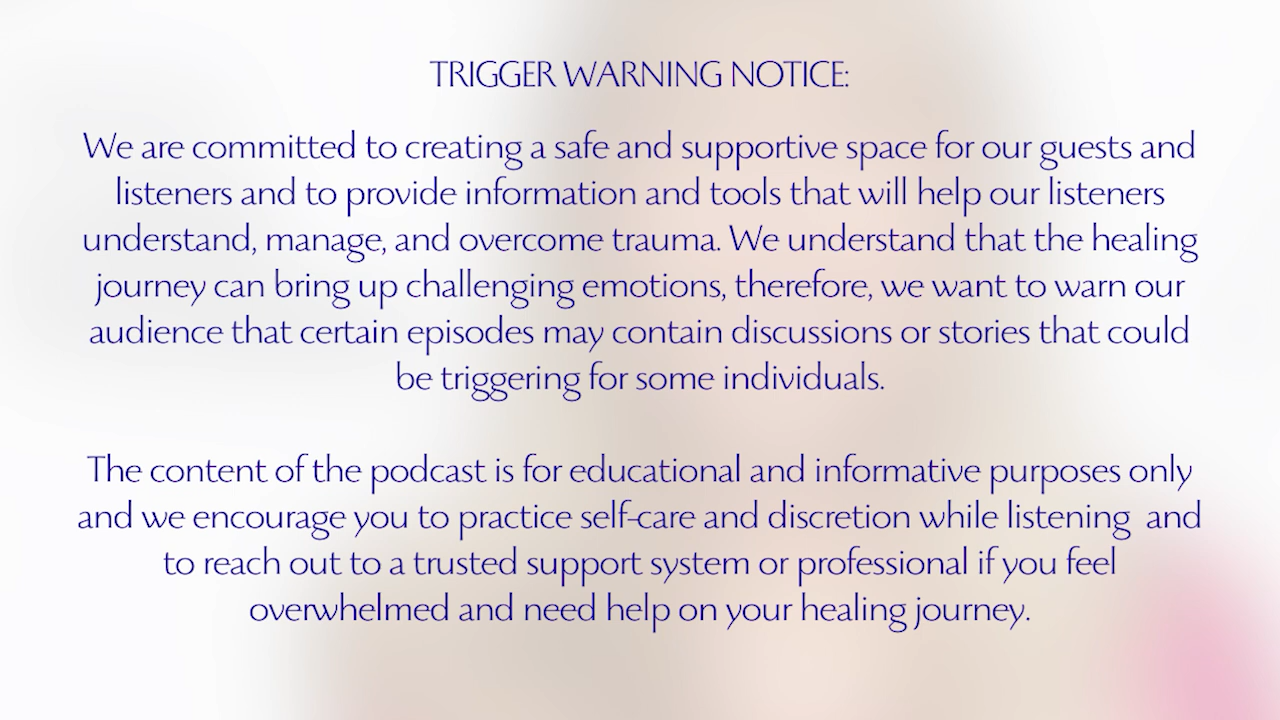 TRIGGER WARNING NOTICE:
We are committed to creating a safe and supportive space for our guests and
listeners and to provide information and tools that will help our listeners
understand, manage, and overcome trauma. We understand that the healing
journey can bring up challenging emotions, therefore, we want to warn our
audience that certain episodes may contain discussions or stories that could
be triggering for some individuals.
The content of the podcast is for educational and informative purposes only
and we encourage you to practice self-care and discretion while listening  and
to reach out to a trusted support system or professional if you feel
overwhelmed and need help on your healing journey.